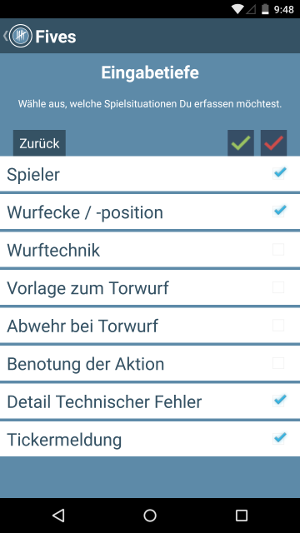 9:48
Fives
Eingabetiefe
Wähle aus, welche Spielsituationen Du erfassen möchtest.
Zurück
Spieler
Wurfecke / -position
Wurftechnik
Vorlage zum Torwurf
Abwehr bei Torwurf
Benotung der Aktion
Detail Technischer Fehler
Tickermeldung